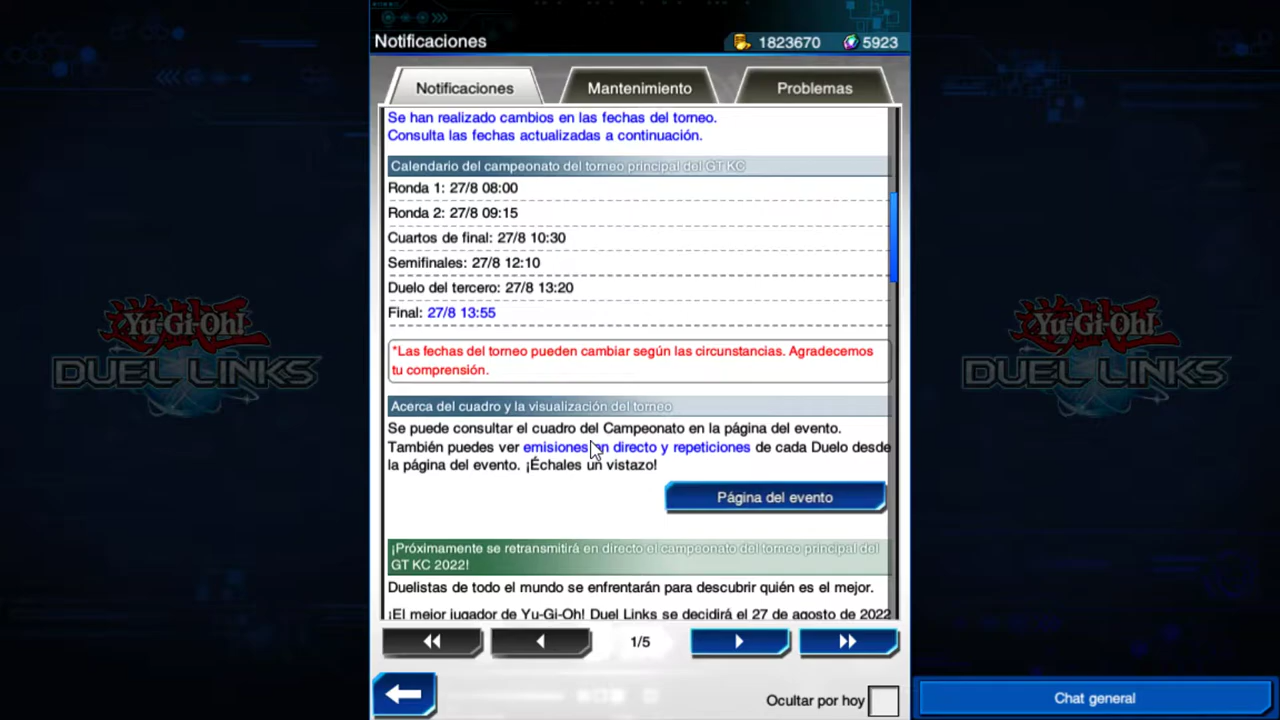 Notificaciones
1823670
5923
Notificaciones
Mantenimiento
Problemas
Se han realizado cambios en las fechas del torneo.
Consulta las fechas actualizadas a continuación.
Calendario del campeonato del torneo principal del GT KC
Ronda 1: 27/8 08:00
Ronda 2: 27/8 09:15
Cuartos de final: 27/8 10:30
Semifinales: 27/8 12:10
Duelo del tercero: 27/8 13:20
Final: 27/8 13:55
*Las fechas del torneo pueden cambiar según las circunstancias. Agradecemos
tu comprensión.
Acerca del cuadro y la visualización del torneo
Se puede consultar el cuadro del Campeonato en la página del evento.
También puedes ver emisiones en directo y repeticiones de cada Duelo desde
la página del evento. ¡Échales un vistazo!
Página del evento
¡Próximamente se retransmitirá en directo el campeonato del torneo principal del
GT KC 2022!
Duelistas de todo el mundo se enfrentarán para descubrir quién es el mejor.
¡El mejor jugador de Yu-Gi-Oh! Duel Links se decidirá el 27 de agosto de 2022
1/5
Ocultar por hoy
Chat general
Yu-Gi-Oh!
DUEL LINKS
Yu-Gi-Oh!
DUEL LINKS